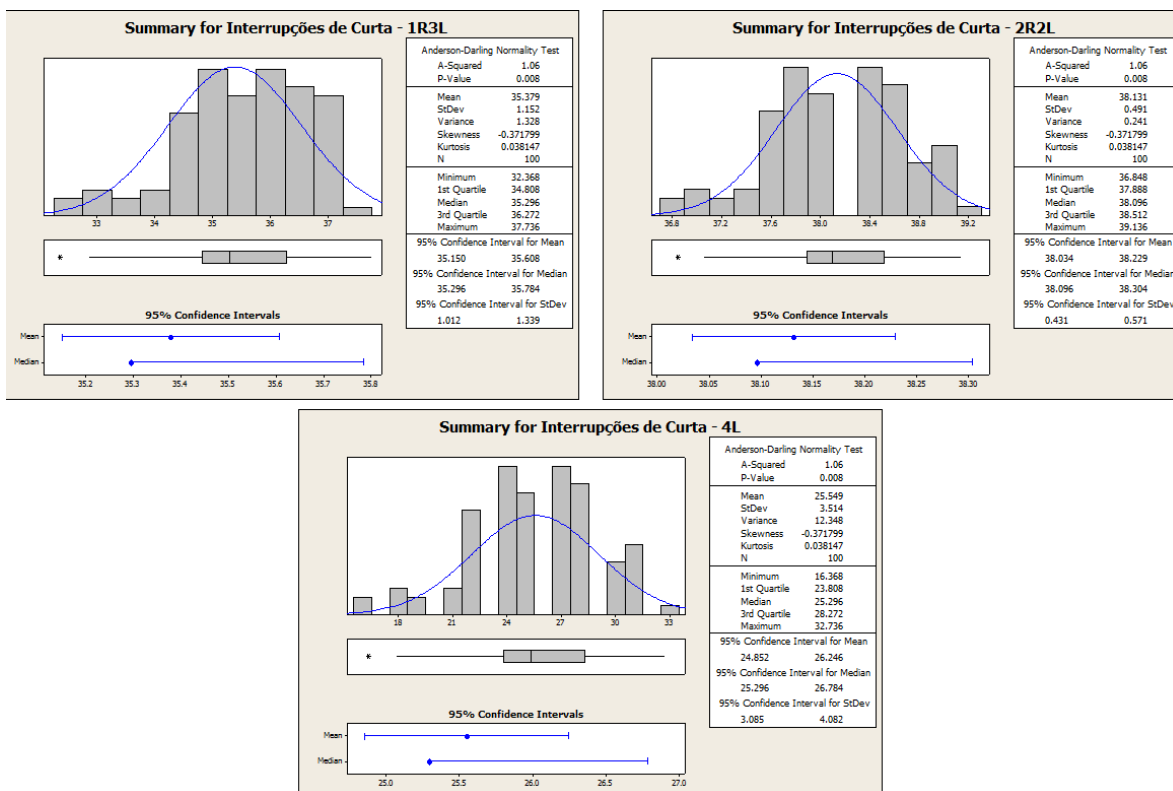 Summary for Interrupções de Curta - 1R3L
Anderson-Darling Normality Test
A-Squared 1.06
P-Value 0.008
Mean 35.379
StDev 1.152
Variance 1.328
Skewness -0.371799
Kurtosis 0.038147
N 100
Minimum 32.368
1st Quartile 34.808
Median 35.296
3rd Quartile 36.272
Maximum 37.736
95% Confidence Interval for Mean
35.150 35.608
95% Confidence Interval for Median
35.296 35.784
95% Confidence Interval for StDev
1.012 1.339
33 34 35 36 37
95% Confidence Intervals
Mean
Median
35.2 35.3 35.4 35.5 35.6 35.7 35.8
Summary for Interrupções de Curta - 2R2L
Anderson-Darling Normality Test
A-Squared 1.06
P-Value 0.008
Mean 38.131
StDev 0.491
Variance 0.241
Skewness -0.371799
Kurtosis 0.038147
N 100
Minimum 36.848
1st Quartile 37.888
Median 38.096
3rd Quartile 38.512
Maximum 39.136
95% Confidence Interval for Mean
38.034 38.229
95% Confidence Interval for Median
38.096 38.304
95% Confidence Interval for StDev
0.431 0.571
36.8 37.2 37.6 38.0 38.4 38.8 39.2
95% Confidence Intervals
Mean
Median
38.00 38.05 38.10 38.15 38.20 38.25 38.30
Summary for Interrupções de Curta - 4L
Anderson-Darling Normality Test
A-Squared 1.06
P-Value 0.008
Mean 25.549
StDev 3.514
Variance 12.348
Skewness -0.371799
Kurtosis 0.038147
N 100
Minimum 16.368
1st Quartile 23.808
Median 25.296
3rd Quartile 28.272
Maximum 32.736
95% Confidence Interval for Mean
24.852 26.246
95% Confidence Interval for Median
25.296 26.784
95% Confidence Interval for StDev
3.085 4.082
18 21 24 27 30 33
95% Confidence Intervals
Mean
Median
25.0 25.5 26.0 26.5 27.0